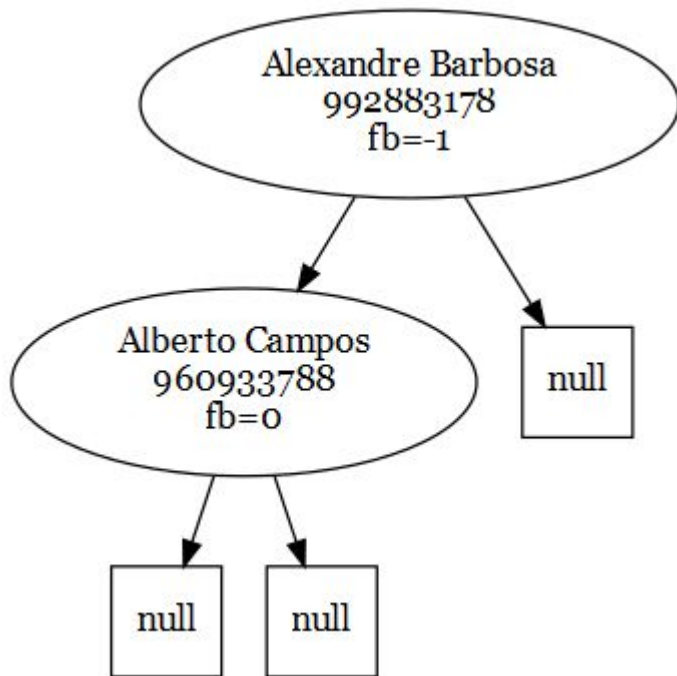 Alexandre Barbosa
992883178
fb=-1
Alberto Campos
960933788
fb=0
null
null
null